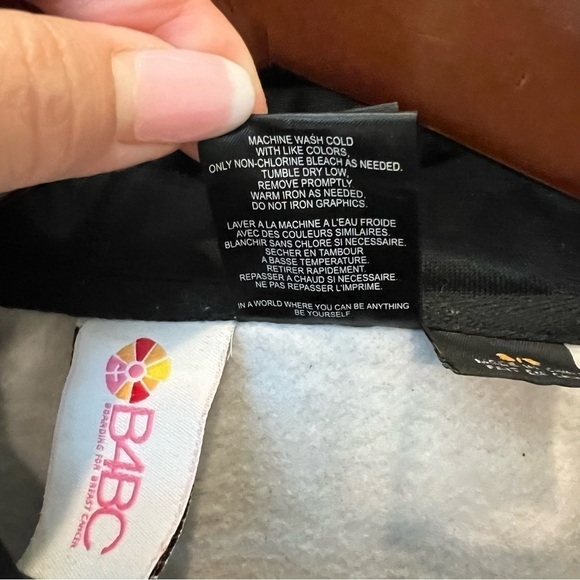 MACHINE WASH COLD
WITH LIKE COLORS,
ONLY NON-CHLORINE BLEACH AS NEEDED.
TUMBLE DRY LOW,
REMOVE PROMPTLY
WARM IRON AS NEEDED,
DO NOT IRON GRAPHICS.
LAVER A LA MACHINE A L'EAU FROIDE
AVEC DES COULEURS SIMILAIRES.
BLANCHIR SANS CHLORE SI NECESSAIRE.
SECHER EN TAMBOUR
A BASSE TEMPERATURE.
RETIRER RAPIDEMENT.
REPASSER A CHAUD SI NECESSAIRE.
NE PAS REPASSER L'IMPRIME.
IN A WORLD WHERE YOU CAN BE ANYTHING
BE YOURSELF
B4BC
BOARDING FOR BREAST CANCER
S/P